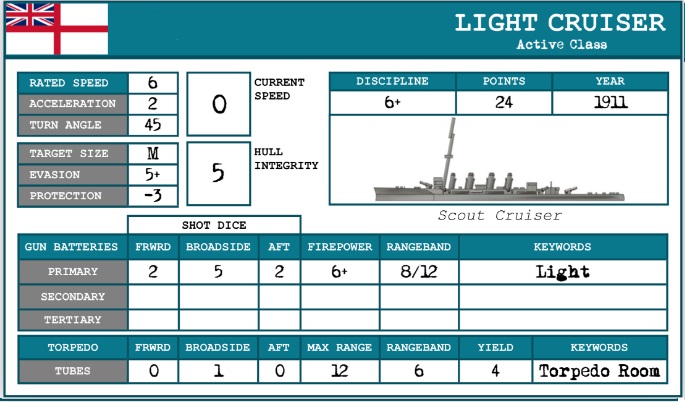 LIGHT CRUISER
Active Class
RATED SPEED 6
ACCELERATION 2
TURN ANGLE 45
0 CURRENT SPEED
TARGET SIZE M
EVASION 5+
PROTECTION -3
5 HULL INTEGRITY
DISCIPLINE POINTS YEAR
6+ 24 1911
Scout Cruiser
SHOT DICE
GUN BATTERIES FRWRD BROADSIDE AFT FIREPOWER RANGEBAND KEYWORDS
PRIMARY 2 5 2 6+ 8/12 Light
SECONDARY
TERTIARY
TORPEDO FRWRD BROADSIDE AFT MAX RANGE RANGEBAND YIELD KEYWORDS
TUBES 0 1 0 12 6 4 Torpedo Room